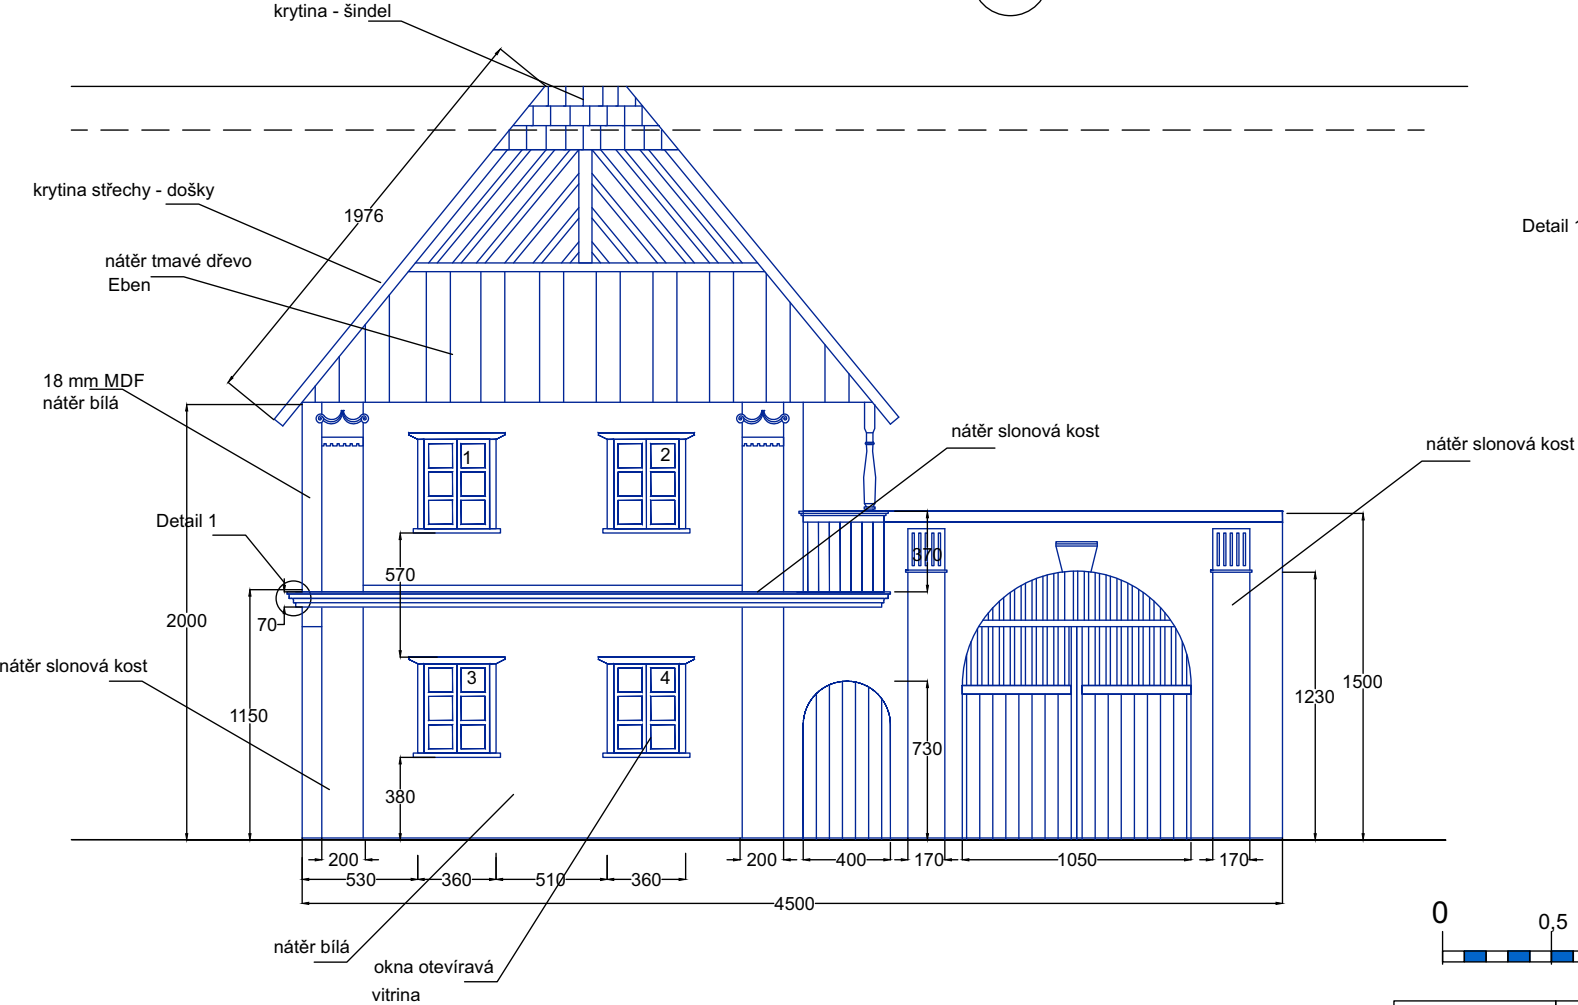 krytina - šindel
krytina střechy - došky
1976
Detail 1
nátěr tmavé dřevo
Eben
18 mm MDF
nátěr bílá
nátěr slonová kost
nátěr slonová kost
1
2
Detail 1
370
570
2000
70
nátěr slonová kost
3
4
1150
1230
1500
730
380
200
200
400
170
1050
170
530
360
510
360
4500
nátěr bílá
okna otevíravá
vitrina
0
0,5